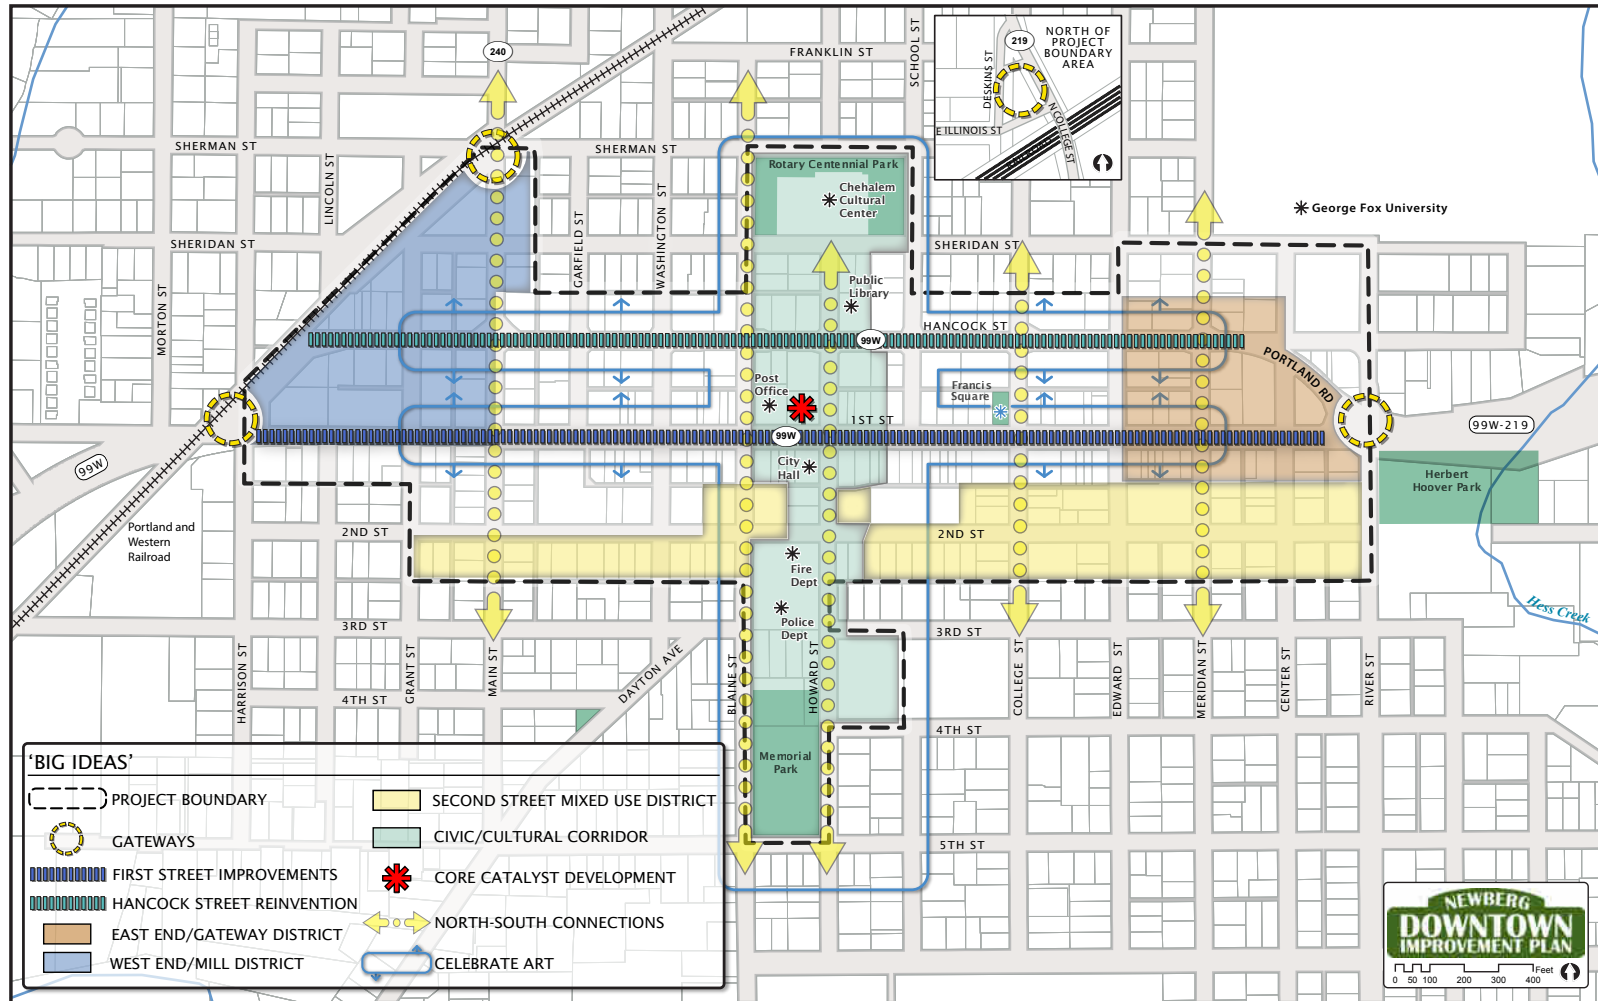 240
FRANKLIN ST
SCHOOL ST
219
NORTH OF
PROJECT
BOUNDARY
AREA
DESKINS ST
N COLLEGE ST
E ILLINOIS ST
SHERMAN ST
SHERMAN ST
LINCOLN ST
Rotary Centennial Park
Chehalem
Cultural
Center
George Fox University
SHERIDAN ST
GARFIELD ST
WASHINGTON ST
SHERIDAN ST
Public
Library
MORTON ST
HANCOCK ST
99W
PORTLAND RD
Post
Office
Francis
Square
1ST ST
99W
99W-219
99W
City
Hall
Herbert
Hoover Park
Portland and
Western
Railroad
2ND ST
2ND ST
Fire
Dept
Police
Dept
Hess Creek
3RD ST
3RD ST
HARRISON ST
GRANT ST
MAIN ST
DAYTON AVE
BLAINE ST
HOWARD ST
COLLEGE ST
EDWARD ST
MERIDIAN ST
CENTER ST
RIVER ST
4TH ST
4TH ST
Memorial
Park
5TH ST
'BIG IDEAS'
PROJECT BOUNDARY
GATEWAYS
FIRST STREET IMPROVEMENTS
HANCOCK STREET REINVENTION
EAST END/GATEWAY DISTRICT
WEST END/MILL DISTRICT
SECOND STREET MIXED USE DISTRICT
CIVIC/CULTURAL CORRIDOR
CORE CATALYST DEVELOPMENT
NORTH-SOUTH CONNECTIONS
CELEBRATE ART
NEWBERG
DOWNTOWN
IMPROVEMENT PLAN
Feet
0 50 100 200 300 400